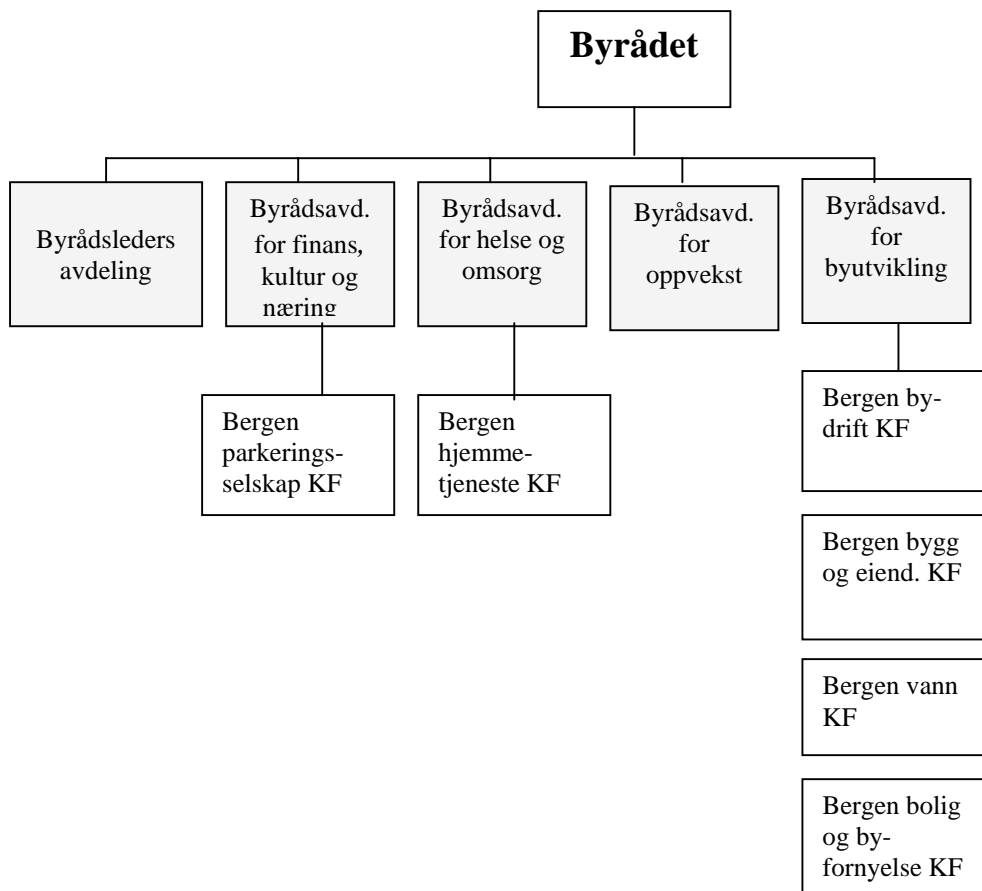 Byrådet
Byrådsleders
avdeling
Byrådsavd.
for finans,
kultur og
næring
Byrådsavd.
for helse og
omsorg
Byrådsavd.
for
oppvekst
Byrådsavd.
for
byutvikling
Bergen
parkerings-
selskap KF
Bergen
hjemme-
tjeneste KF
Bergen by-
drift KF
Bergen bygg
og eiend. KF
Bergen vann
KF
Bergen bolig
og by-
fornyelse KF